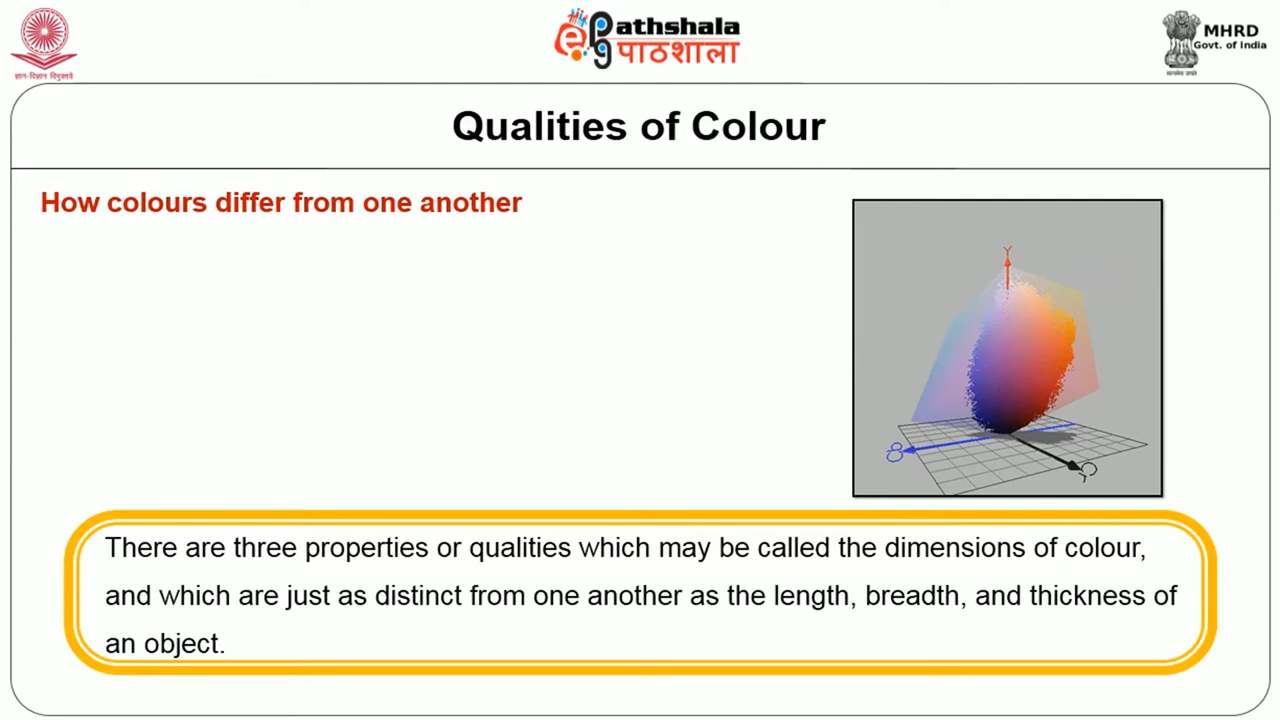 ज्ञान-विज्ञान विमुक्तये
ePG Pathshala
पाठशाला
MHRD
Govt. of India
Qualities of Colour
How colours differ from one another
Y
There are three properties or qualities which may be called the dimensions of colour,
and which are just as distinct from one another as the length, breadth, and thickness of
an object.